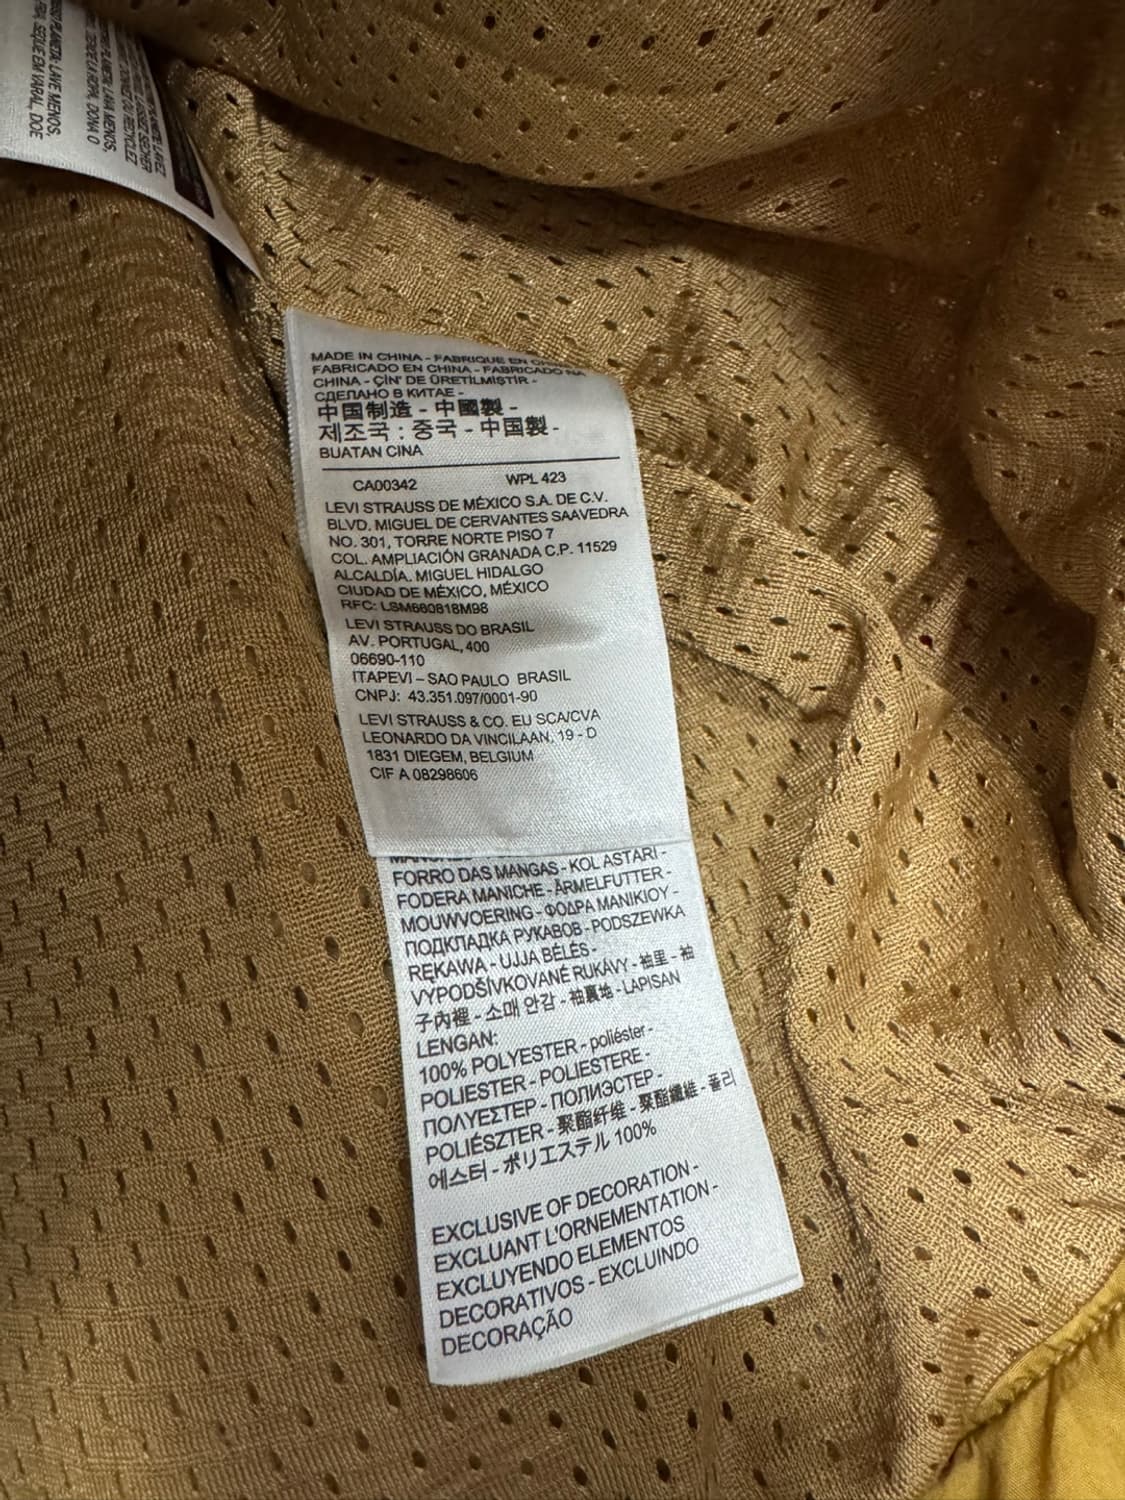 LAVE MENOS,
SEQUE EM VARAL, DOE
MADE IN CHINA - FABRIQUE EN
FABRICADO EN CHINA - FABRICADO NA
CHINA - ÇİN' DE ÜRETİLMİŞTİR -
СДЕЛАНО В КИТАЕ -
中国制造 - 中國製 -
제조국 : 중국 - 中国製 -
BUATAN CINA
CA00342 WPL 423
LEVI STRAUSS DE MÉXICO S.A. DE C.V.
BLVD. MIGUEL DE CERVANTES SAAVEDRA
NO. 301, TORRE NORTE PISO 7
COL. AMPLIACIÓN GRANADA C.P. 11529
ALCALDÍA. MIGUEL HIDALGO
CIUDAD DE MÉXICO, MÉXICO
RFC: LSM660818M98
LEVI STRAUSS DO BRASIL
AV. PORTUGAL, 400
06690-110
ITAPEVI – SAO PAULO BRASIL
CNPJ: 43.351.097/0001-90
LEVI STRAUSS & CO. EU SCA/CVA
LEONARDO DA VINCILAAN, 19 - D
1831 DIEGEM, BELGIUM
CIF A 08298606
FORRO DAS MANGAS - KOL ASTARI -
FODERA MANICHE - ÄRMELFUTTER -
MOUWVOERING - ΦΟΔΡΑ ΜΑΝΙΚΙΟΥ -
ПОДКЛАДКА РУКАВОВ - PODSZEWKA
RĘKAWA - UJJA BÉLÉS -
VYPODŠÍVKOVANÉ RUKÁVY - 袖里 - 袖
子內裡 - 소매 안감 - 袖裏地 - LAPISAN
LENGAN:
100% POLYESTER - poliéster -
POLIESTER - POLIESTERE -
ΠΟΛΥΕΣΤΕΡ - ПОЛИЭСТЕР -
POLIÉSZTER - 聚酯纤维 - 聚酯纖維 - 폴리
에스터 - ポリエステル 100%
EXCLUSIVE OF DECORATION -
EXCLUANT L'ORNEMENTATION -
EXCLUYENDO ELEMENTOS
DECORATIVOS - EXCLUINDO
DECORAÇÃO